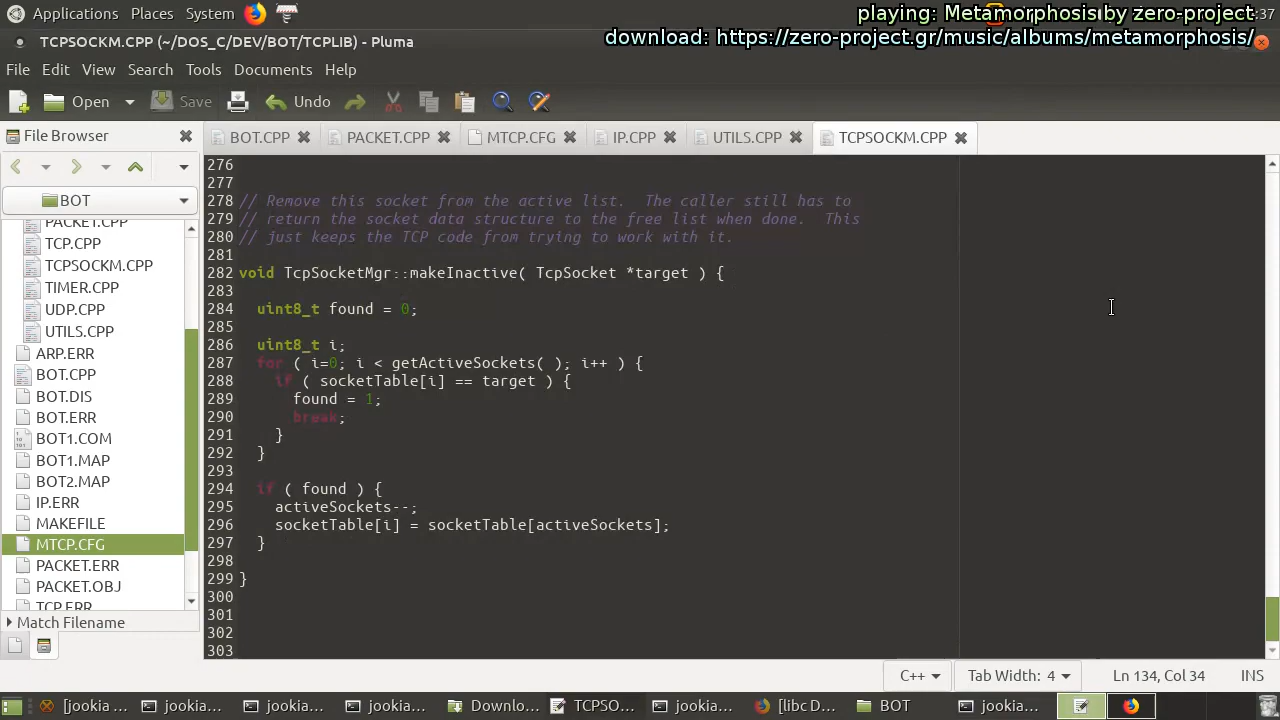 Applications Places System
playing: Metamorphosis by zero-project
:37
TCPSOCKM.CPP (~/DOS_C/DEV/BOT/TCPLIB) - Pluma
download: https://zero-project.gr/music/albums/metamorphosis/
File Edit View Search Tools Documents Help
Open Save Undo
File Browser
BOT.CPP PACKET.CPP MTCP.CFG IP.CPP UTILS.CPP TCPSOCKM.CPP
BOT
PACKET.CPP
TCP.CPP
TCPSOCKM.CPP
TIMER.CPP
UDP.CPP
UTILS.CPP
ARP.ERR
BOT.CPP
BOT.DIS
BOT.ERR
BOT1.COM
BOT1.MAP
BOT2.MAP
IP.ERR
MAKEFILE
MTCP.CFG
PACKET.ERR
PACKET.OBJ
TCP.ERR
Match Filename
276
277
278 // Remove this socket from the active list.  The caller still has to
279 // return the socket data structure to the free list when done.  This
280 // just keeps the TCP code from trying to work with it.
281
282 void TcpSocketMgr::makeInactive( TcpSocket *target ) {
283
284   uint8_t found = 0;
285
286   uint8_t i;
287   for ( i=0; i < getActiveSockets( ); i++ ) {
288     if ( socketTable[i] == target ) {
289       found = 1;
290       break;
291     }
292   }
293
294   if ( found ) {
295     activeSockets--;
296     socketTable[i] = socketTable[activeSockets];
297   }
298
299 }
300
301
302
303
C++ Tab Width: 4 Ln 134, Col 34 INS
[jookia ... jookia... jookia... jookia... Downlo... TCPSO... jookia... [libc D... BOT jookia...